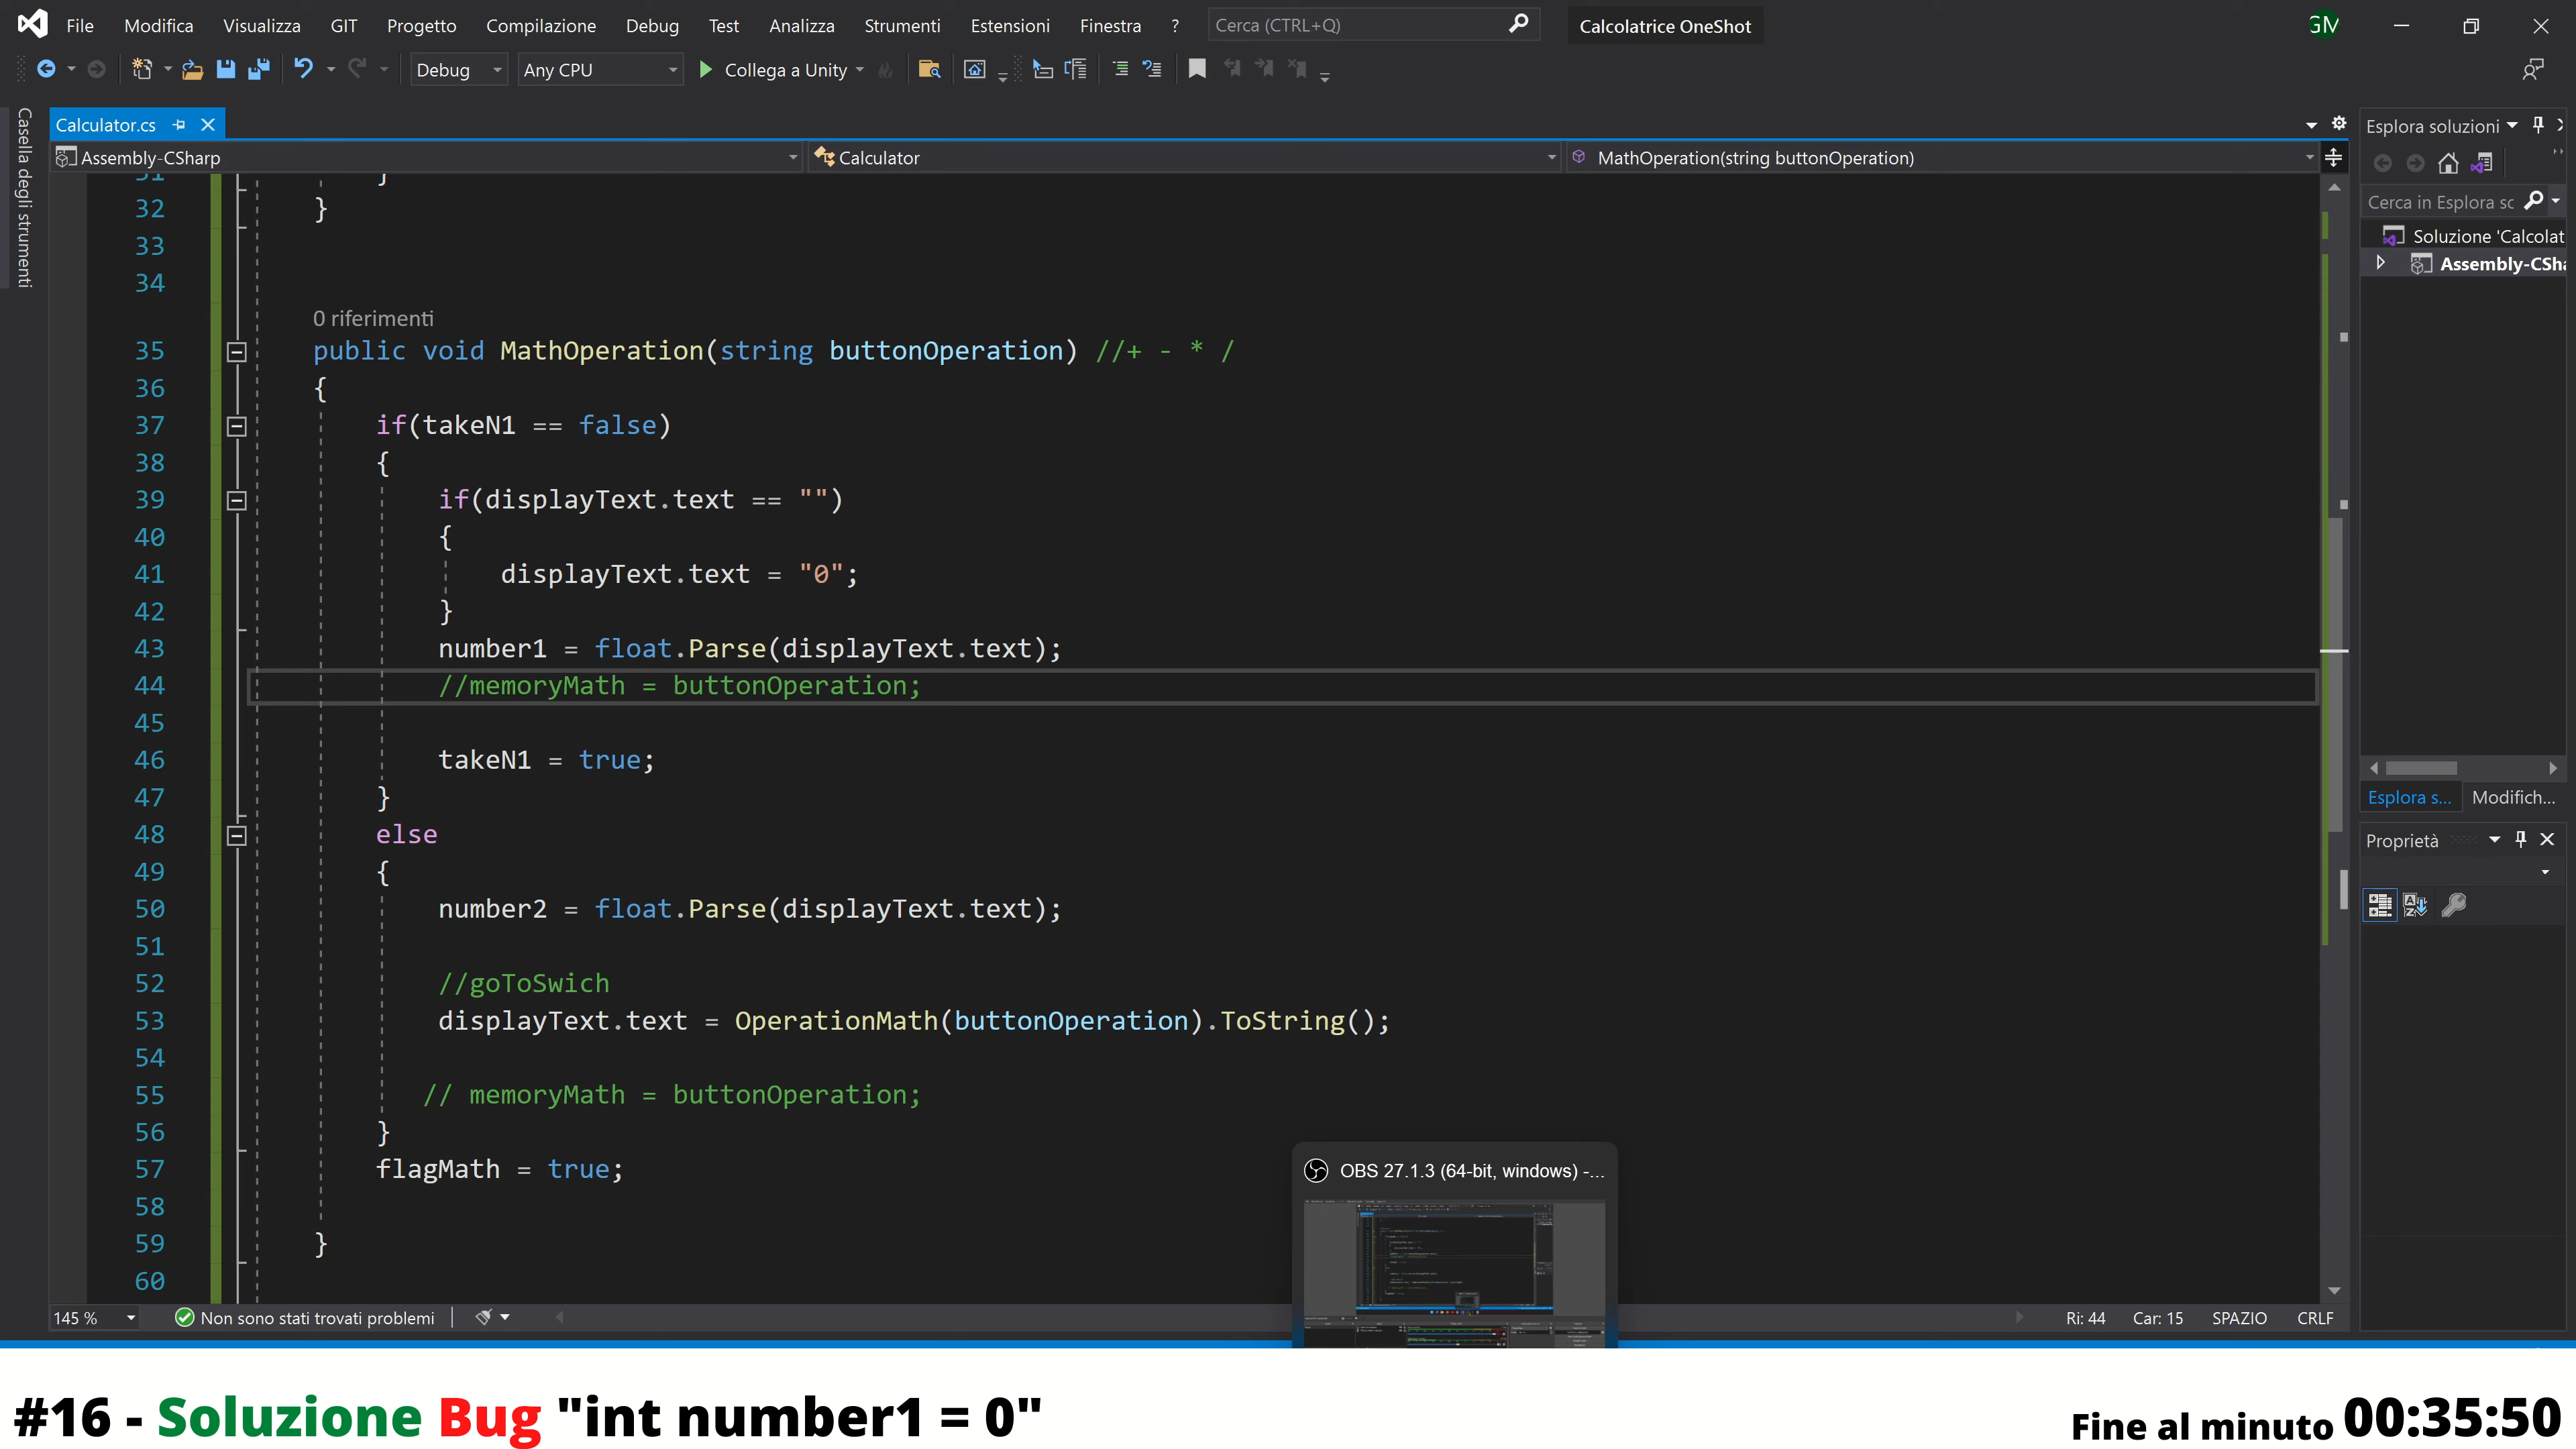 File Modifica Visualizza GIT Progetto Compilazione Debug Test Analizza Strumenti Estensioni Finestra ? Cerca (CTRL+Q) Calcolatrice OneShot GM
Debug Any CPU Collega a Unity
Casella degli strumenti
Calculator.cs
Assembly-CSharp Calculator MathOperation(string buttonOperation)
31 }
32 }
33
34
0 riferimenti
35 public void MathOperation(string buttonOperation) //+ - * /
36 {
37 if(takeN1 == false)
38 {
39 if(displayText.text == "")
40 {
41 displayText.text = "0";
42 }
43 number1 = float.Parse(displayText.text);
44 //memoryMath = buttonOperation;
45
46 takeN1 = true;
47 }
48 else
49 {
50 number2 = float.Parse(displayText.text);
51
52 //goToSwich
53 displayText.text = OperationMath(buttonOperation).ToString();
54
55 // memoryMath = buttonOperation;
56 }
57 flagMath = true;
58
59 }
60
Esplora soluzioni
Cerca in Esplora sc
Soluzione 'Calcolat
Assembly-CSha
Esplora s... Modifich...
Proprietà
OBS 27.1.3 (64-bit, windows) -...
145 % Non sono stati trovati problemi Ri: 44 Car: 15 SPAZIO CRLF
#16 - Soluzione Bug "int number1 = 0" Fine al minuto 00:35:50